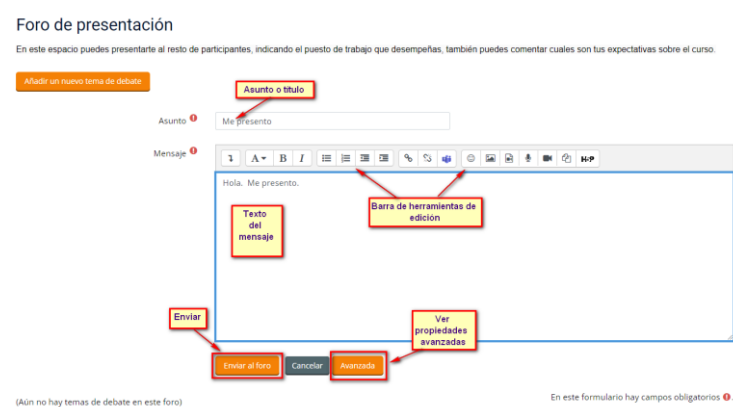 Foro de presentación
En este espacio puedes presentarte al resto de participantes, indicando el puesto de trabajo que desempeñas, también puedes comentar cuales son tus expectativas sobre el curso.
Añadir un nuevo tema de debate
Asunto o titulo
Asunto
Me presento
Mensaje
A B I H-P
Hola. Me presento.
Barra de herramientas de
edición
Texto
del
mensaje
Enviar
Ver
propiedades
avanzadas
Enviar al foro Cancelar Avanzada
(Aún no hay temas de debate en este foro)
En este formulario hay campos obligatorios